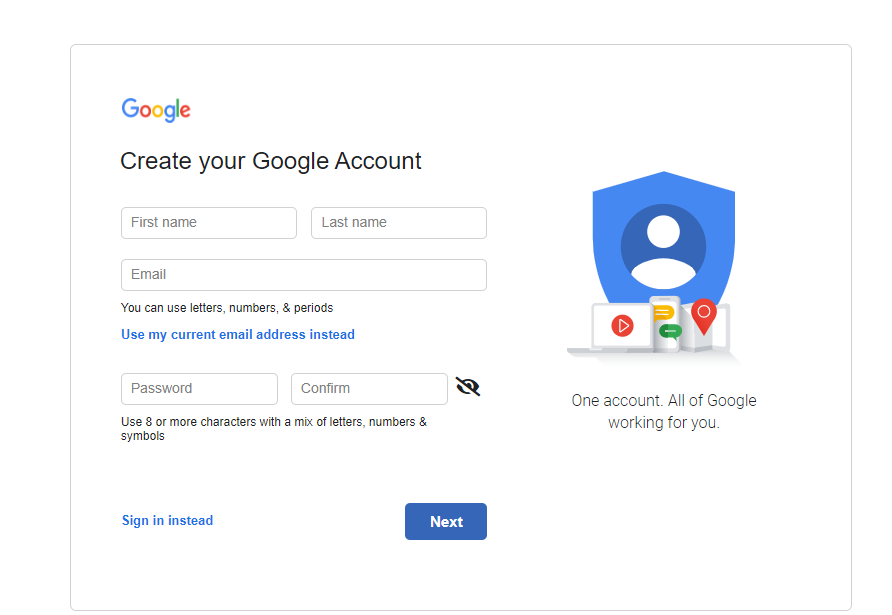 Google
Create your Google Account
First name Last name
Email
You can use letters, numbers, & periods
Use my current email address instead
Password Confirm
Use 8 or more characters with a mix of letters, numbers &
symbols
Sign in instead Next
One account. All of Google
working for you.